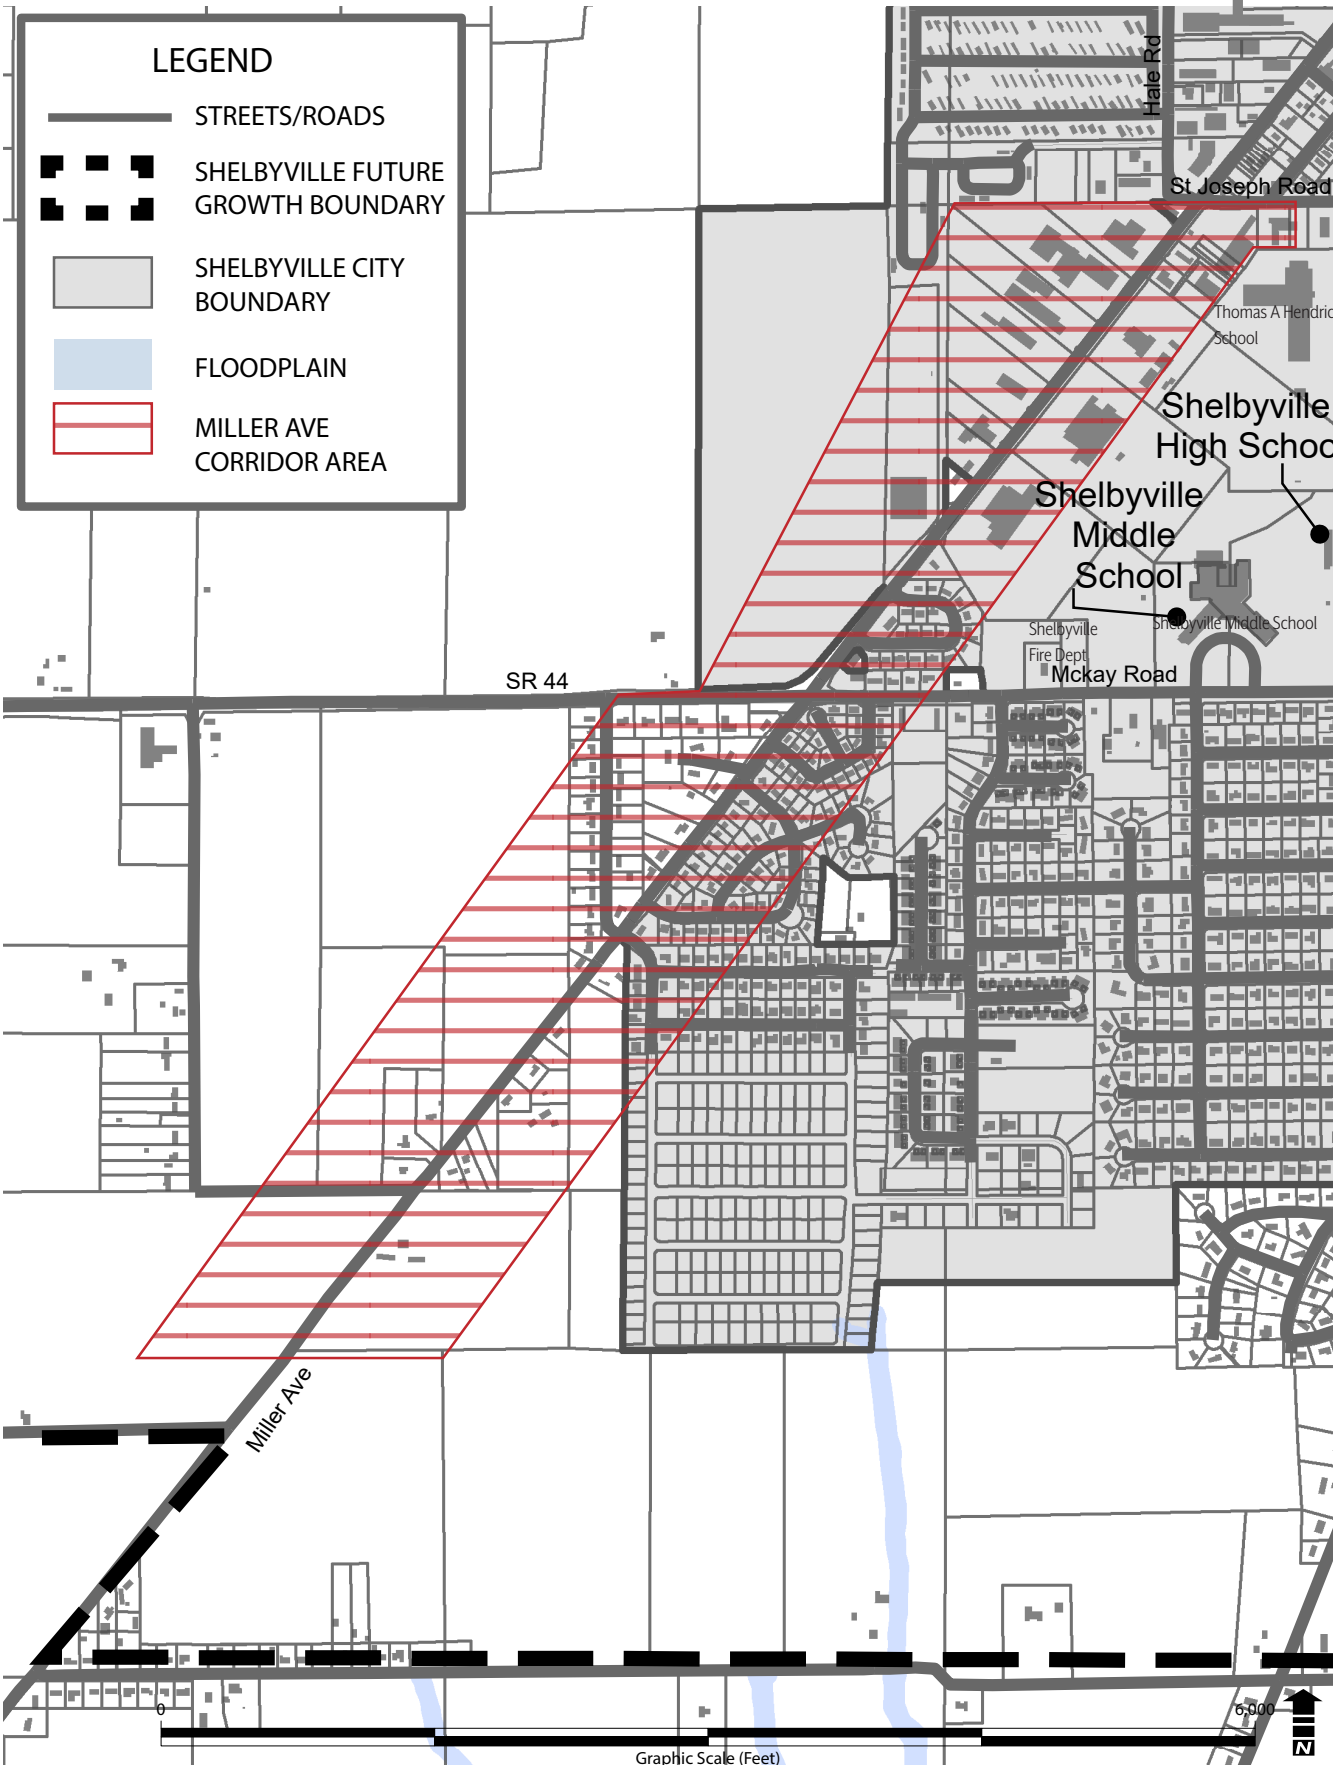 LEGEND
STREETS/ROADS
SHELBYVILLE FUTURE
GROWTH BOUNDARY
SHELBYVILLE CITY
BOUNDARY
FLOODPLAIN
MILLER AVE
CORRIDOR AREA
Hale Rd
St Joseph Road
Thomas A Hendric
School
Shelbyville
High Schoo
Shelbyville
Middle
School
Shelbyville Middle School
Shelbyville
Fire Dept
Mckay Road
SR 44
Miller Ave
0
6,000
Graphic Scale (Feet)
N